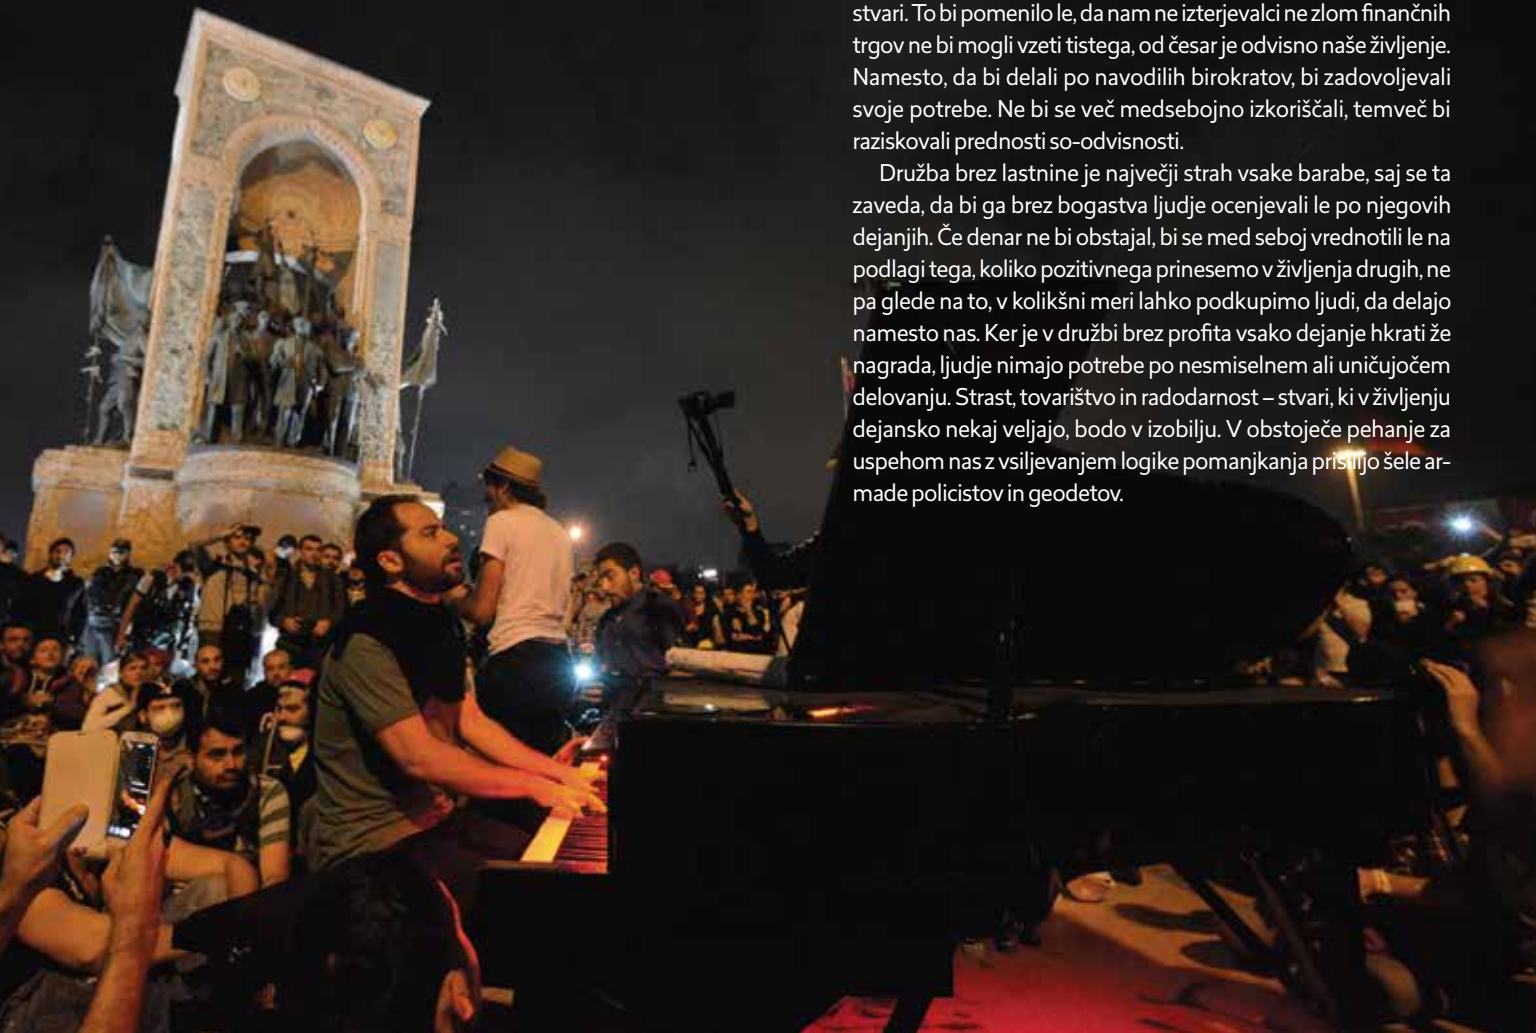 stvari. To bi pomenilo le, da nam ne izterjevalci ne zlom finančnih
trgov ne bi mogli vzeti tistega, od česar je odvisno naše življenje.
Namesto, da bi delali po navodilih birokratov, bi zadovoljevali
svoje potrebe. Ne bi se več medsebojno izkoriščali, temveč bi
raziskovali prednosti so-odvisnosti.
Družba brez lastnine je največji strah vsake barabe, saj se ta
zaveda, da bi ga brez bogastva ljudje ocenjevali le po njegovih
dejanjih. Če denar ne bi obstajal, bi se med seboj vrednotili le na
podlagi tega, koliko pozitivnega prinesemo v življenja drugih, ne
pa glede na to, v kolikšni meri lahko podkupimo ljudi, da delajo
namesto nas. Ker je v družbi brez profita vsako dejanje hkrati že
nagrada, ljudje nimajo potrebe po nesmiselnem ali uničujočem
delovanju. Strast, tovarištvo in radodarnost – stvari, ki v življenju
dejansko nekaj veljajo, bodo v izobilju. V obstoječe pehanje za
uspehom nas z vsiljevanjem logike pomanjkanja prisilijo šele ar-
made policistov in geodetov.